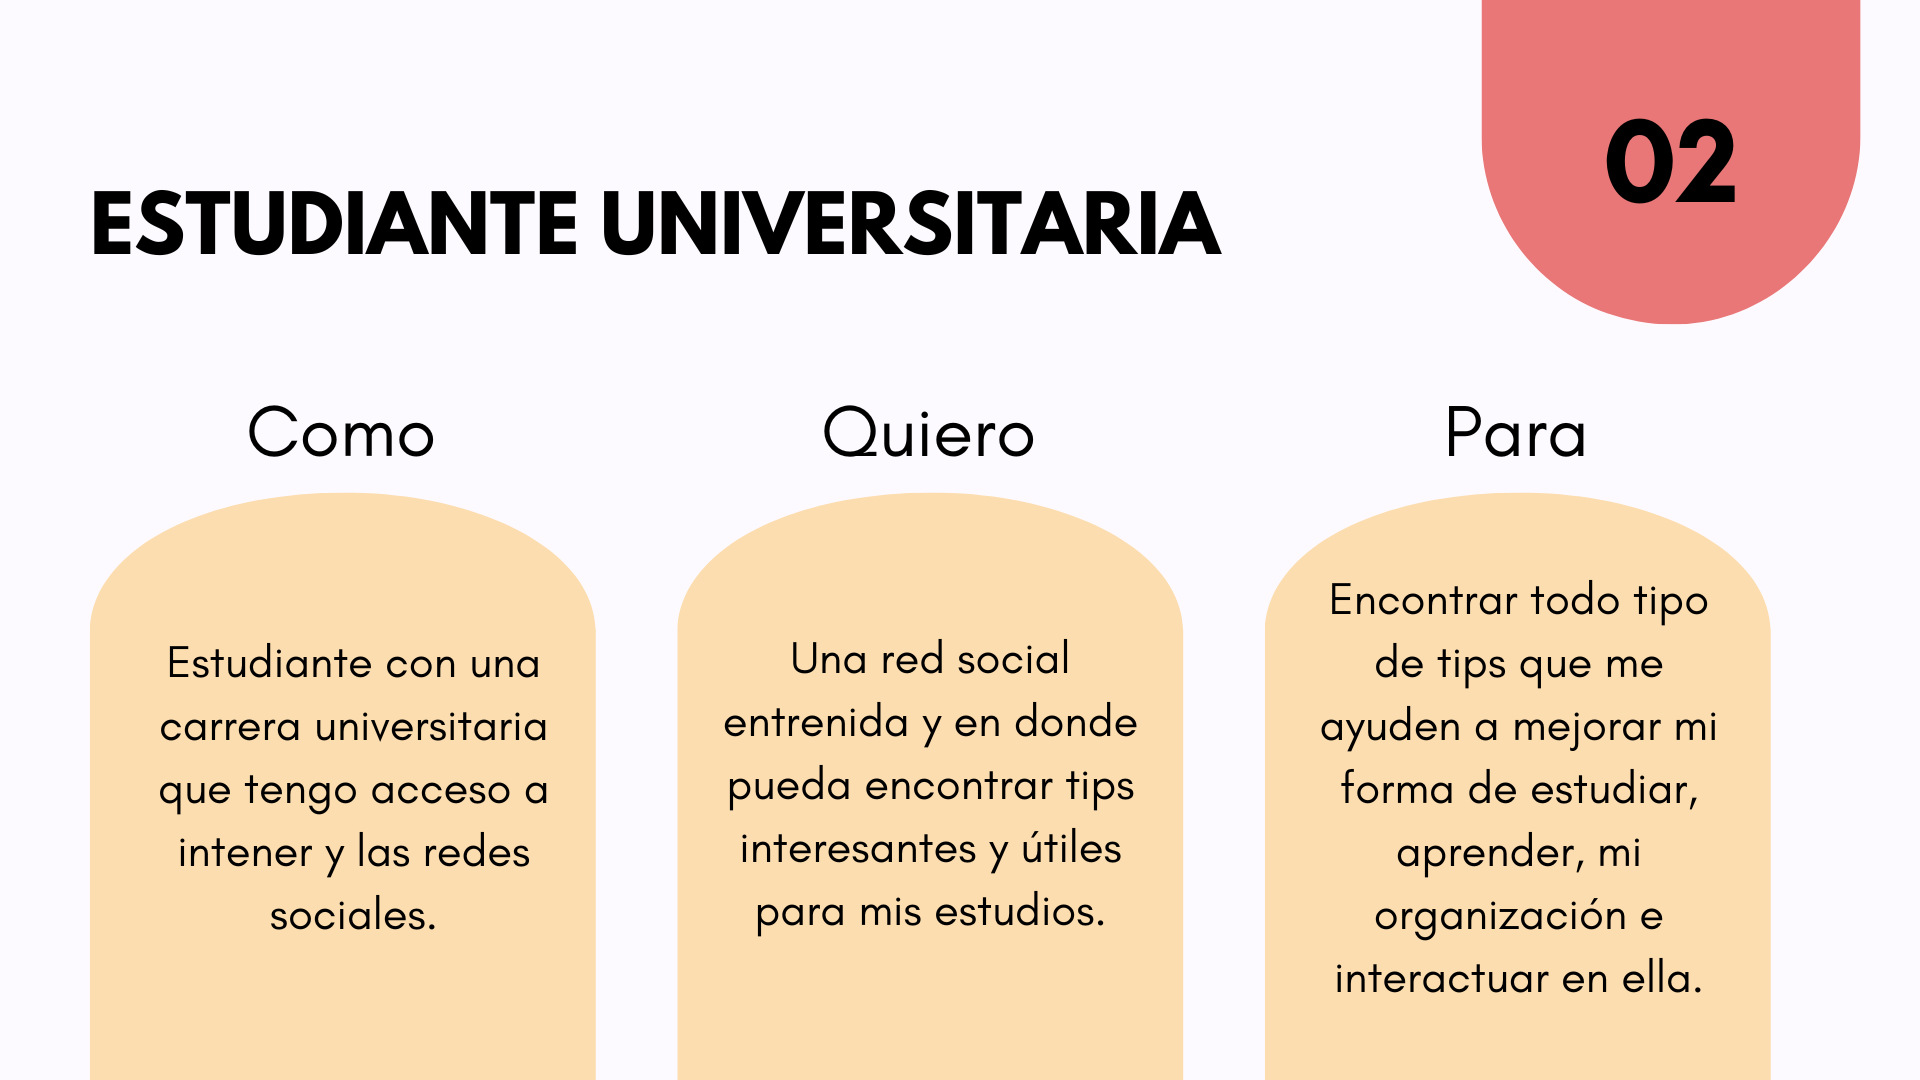 02
ESTUDIANTE UNIVERSITARIA
Como
Estudiante con una
carrera universitaria
que tengo acceso a
intener y las redes
sociales.
Quiero
Una red social
entrenida y en donde
pueda encontrar tips
interesantes y útiles
para mis estudios.
Para
Encontrar todo tipo
de tips que me
ayuden a mejorar mi
forma de estudiar,
aprender, mi
organización e
interactuar en ella.